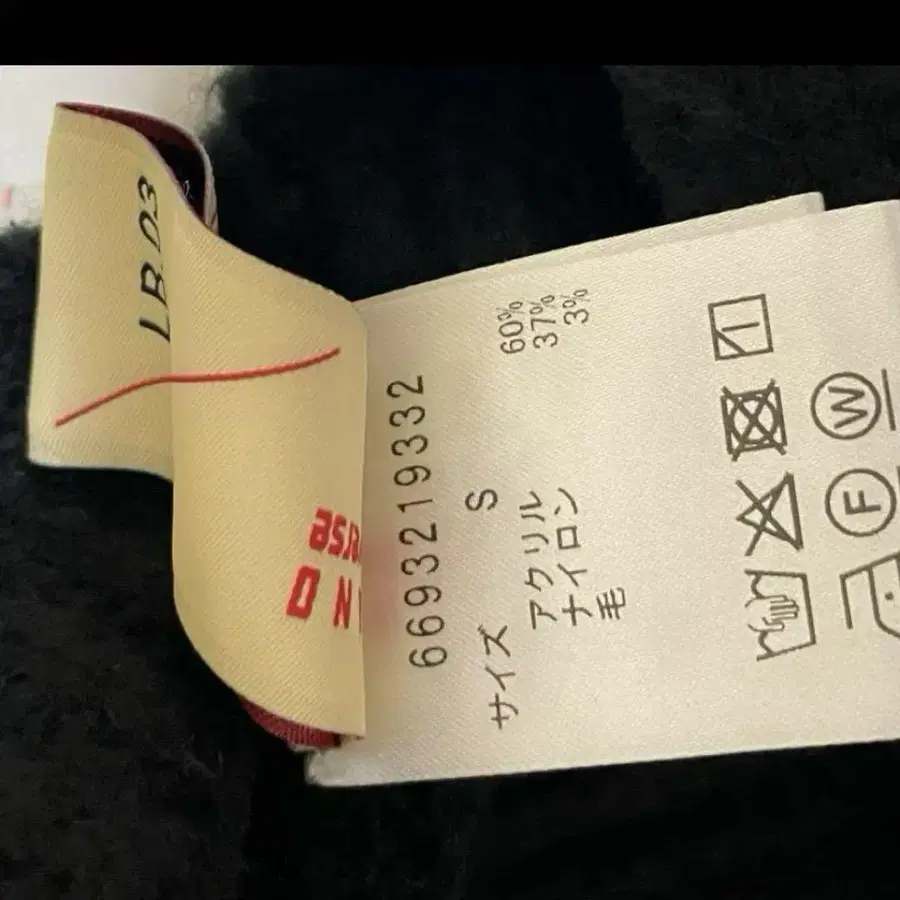 LB.03
6693219332
サイズ S
アクリル 60%
ナイロン 37%
毛 3%
W
F